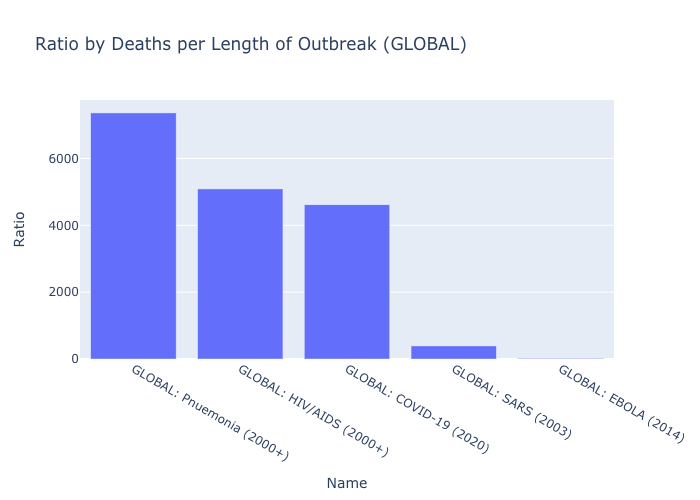 Ratio by Deaths per Length of Outbreak (GLOBAL)
Ratio
6000
4000
2000
0
GLOBAL: Pnuemonia (2000+)
GLOBAL: HIV/AIDS (2000+)
GLOBAL: COVID-19 (2020)
GLOBAL: SARS (2003)
GLOBAL: EBOLA (2014)
Name